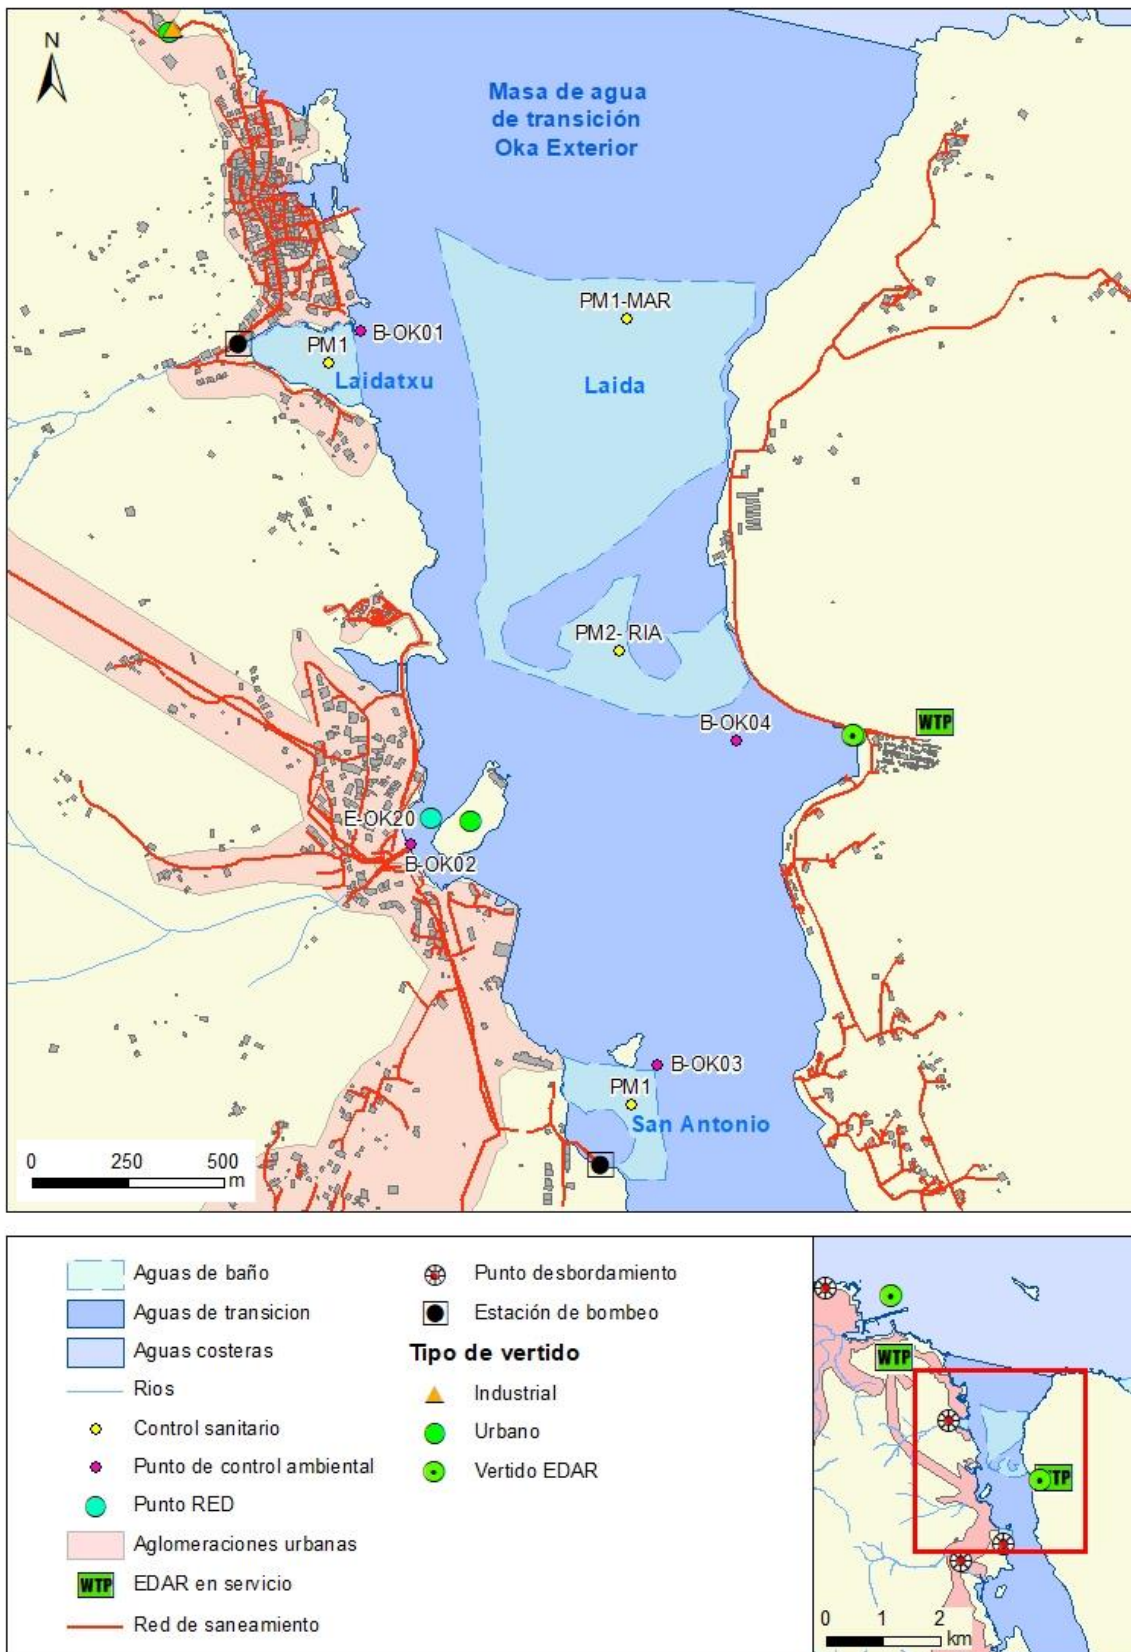 N
Masa de agua
de transición
Oka Exterior
PM1-MAR
B-OK01
PM1
Laidatxu
Laida
PM2- RIA
B-OK04
WTP
E-OK20
B-OK02
B-OK03
PM1
San Antonio
0 250 500
m
Aguas de baño
Aguas de transicion
Aguas costeras
Rios
Control sanitario
Punto de control ambiental
Punto RED
Aglomeraciones urbanas
WTP EDAR en servicio
Red de saneamiento
Punto desbordamiento
Estación de bombeo
Tipo de vertido
Industrial
Urbano
Vertido EDAR
WTP
TP
0 1 2
km